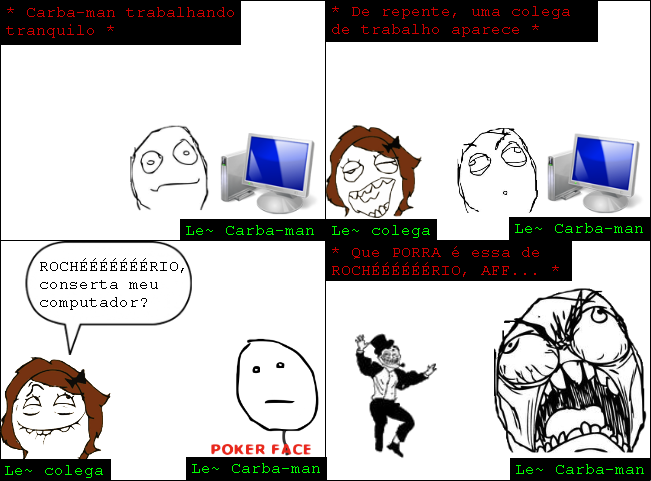 * Carba-man trabalhando
tranquilo *
Le~ Carba-man
* De repente, uma colega
de trabalho aparece *
Le~ colega
Le~ Carba-man
ROCHÉÉÉÉÉÉÉRIO,
conserta meu
computador?
Le~ colega
POKER FACE
Le~ Carba-man
* Que PORRA é essa de
ROCHÉÉÉÉÉÉRIO, AFF... *
Le~ Carba-man